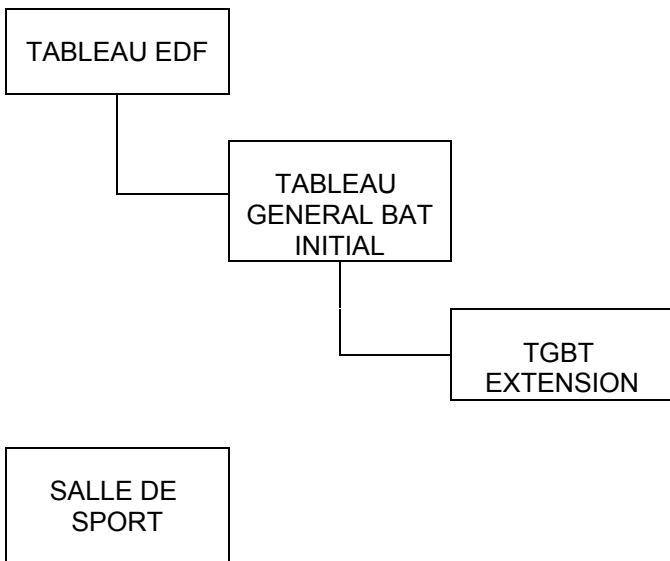 TABLEAU EDF
TABLEAU
GENERAL BAT
INITIAL
TGBT
EXTENSION
SALLE DE
SPORT